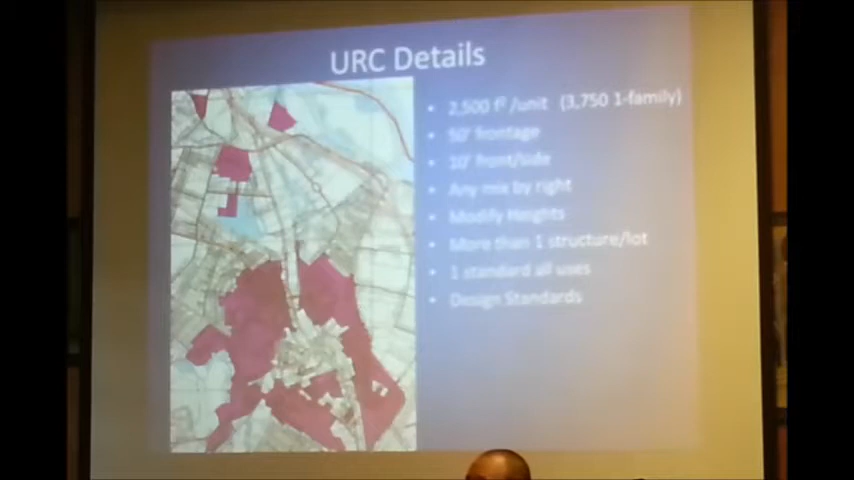 URC Details
• 2,500 f²/unit (3,750 1-family)
• 50' frontage
• 10' front/side
• Any mix by right
• Modify Heights
• More than 1 structure/lot
• 1 standard all uses
• Design Standards